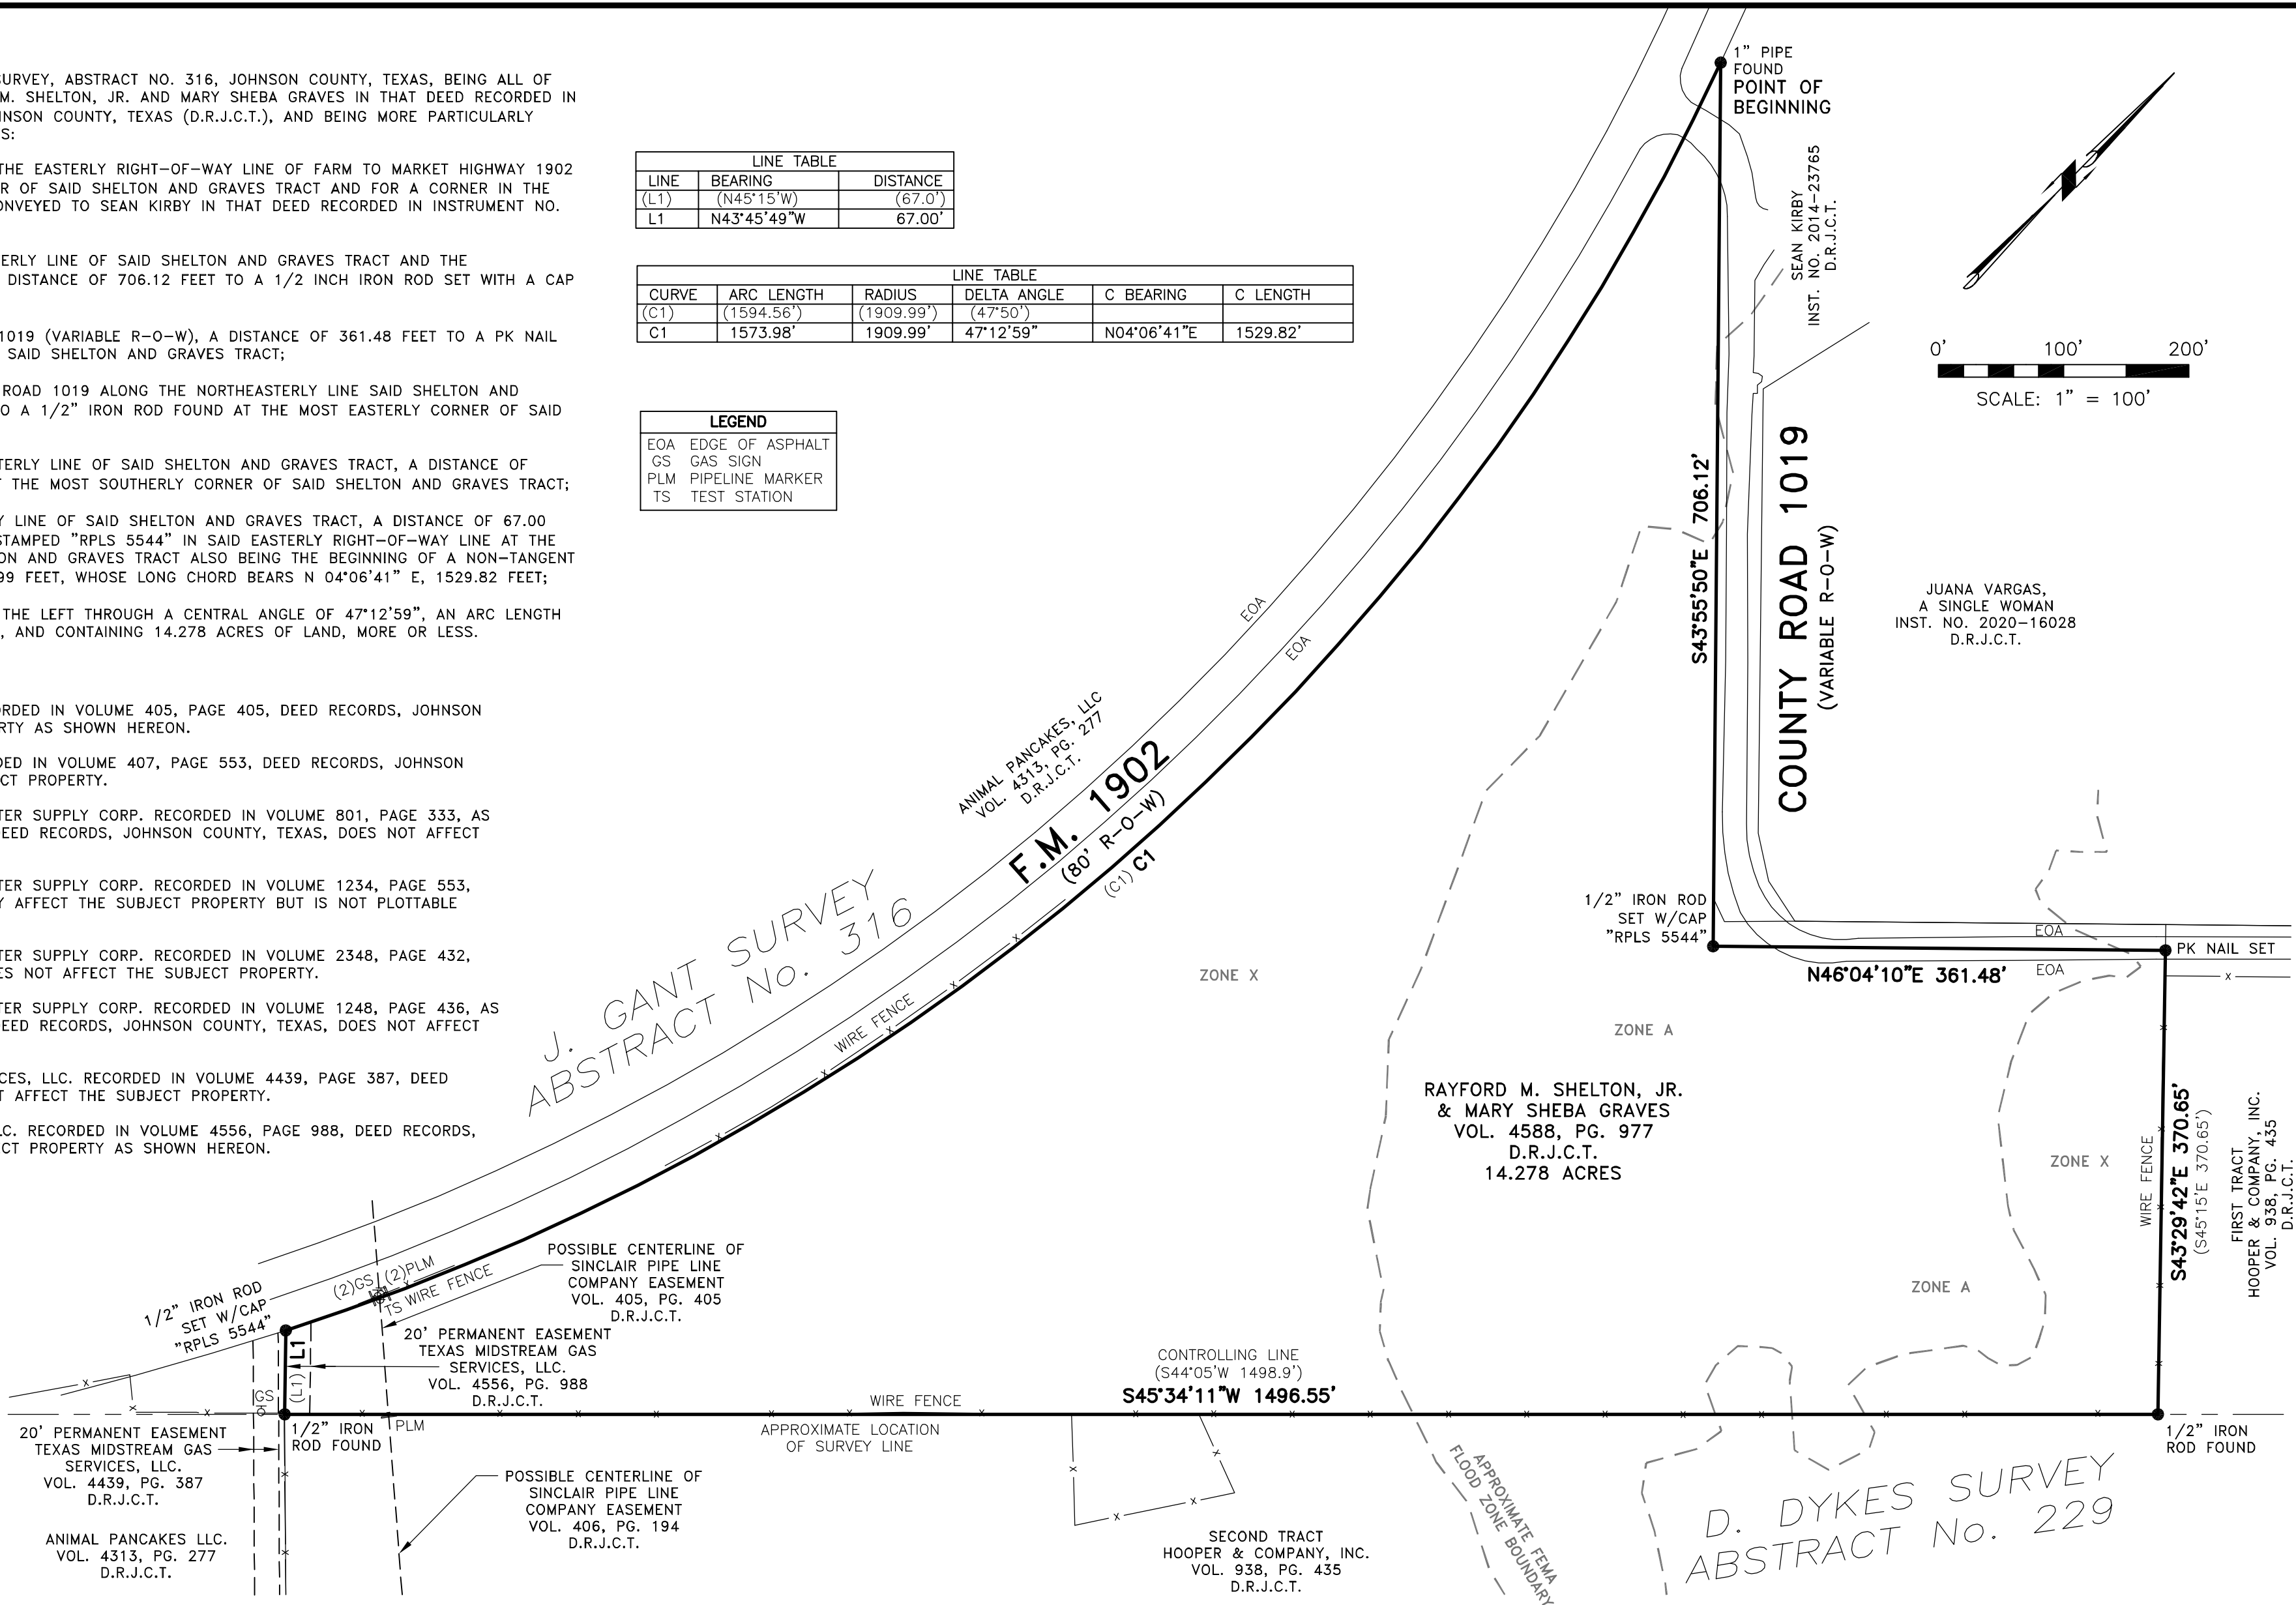 SURVEY, ABSTRACT NO. 316, JOHNSON COUNTY, TEXAS, BEING ALL OF
M. SHELTON, JR. AND MARY SHEBA GRAVES IN THAT DEED RECORDED IN
COUNTY, TEXAS (D.R.J.C.T.), AND BEING MORE PARTICULARLY
S:
THE EASTERLY RIGHT-OF-WAY LINE OF FARM TO MARKET HIGHWAY 1902
R OF SAID SHELTON AND GRAVES TRACT AND FOR A CORNER IN THE
ONVEYED TO SEAN KIRBY IN THAT DEED RECORDED IN INSTRUMENT NO.
ERLY LINE OF SAID SHELTON AND GRAVES TRACT AND THE
DISTANCE OF 706.12 FEET TO A 1/2 INCH IRON ROD SET WITH A CAP
1019 (VARIABLE R-O-W), A DISTANCE OF 361.48 FEET TO A PK NAIL
SAID SHELTON AND GRAVES TRACT;
ROAD 1019 ALONG THE NORTHEASTERLY LINE SAID SHELTON AND
O A 1/2" IRON ROD FOUND AT THE MOST EASTERLY CORNER OF SAID
TERLY LINE OF SAID SHELTON AND GRAVES TRACT, A DISTANCE OF
T THE MOST SOUTHERLY CORNER OF SAID SHELTON AND GRAVES TRACT;
Y LINE OF SAID SHELTON AND GRAVES TRACT, A DISTANCE OF 67.00
STAMPED "RPLS 5544" IN SAID EASTERLY RIGHT-OF-WAY LINE AT THE
ON AND GRAVES TRACT ALSO BEING THE BEGINNING OF A NON-TANGENT
99 FEET, WHOSE LONG CHORD BEARS N 04°06'41" E, 1529.82 FEET;
THE LEFT THROUGH A CENTRAL ANGLE OF 47°12'59", AN ARC LENGTH
, AND CONTAINING 14.278 ACRES OF LAND, MORE OR LESS.
ORDED IN VOLUME 405, PAGE 405, DEED RECORDS, JOHNSON
RTY AS SHOWN HEREON.
DED IN VOLUME 407, PAGE 553, DEED RECORDS, JOHNSON
CT PROPERTY.
TER SUPPLY CORP. RECORDED IN VOLUME 801, PAGE 333, AS
DEED RECORDS, JOHNSON COUNTY, TEXAS, DOES NOT AFFECT
TER SUPPLY CORP. RECORDED IN VOLUME 1234, PAGE 553,
Y AFFECT THE SUBJECT PROPERTY BUT IS NOT PLOTTABLE
TER SUPPLY CORP. RECORDED IN VOLUME 2348, PAGE 432,
ES NOT AFFECT THE SUBJECT PROPERTY.
TER SUPPLY CORP. RECORDED IN VOLUME 1248, PAGE 436, AS
DEED RECORDS, JOHNSON COUNTY, TEXAS, DOES NOT AFFECT
CES, LLC. RECORDED IN VOLUME 4439, PAGE 387, DEED
T AFFECT THE SUBJECT PROPERTY.
LC. RECORDED IN VOLUME 4556, PAGE 988, DEED RECORDS,
CT PROPERTY AS SHOWN HEREON.
LINE TABLE
LINE BEARING DISTANCE
(L1) (N45°15'W) (67.0')
L1 N43°45'49"W 67.00'
LINE TABLE
CURVE ARC LENGTH RADIUS DELTA ANGLE C BEARING C LENGTH
(C1) (1594.56') (1909.99') (47°50')
C1 1573.98' 1909.99' 47°12'59" N04°06'41"E 1529.82'
LEGEND
EOA EDGE OF ASPHALT
GS GAS SIGN
PLM PIPELINE MARKER
TS TEST STATION
1" PIPE
FOUND
POINT OF
BEGINNING
SEAN KIRBY
INST. NO. 2014-23765
D.R.J.C.T.
0' 100' 200'
SCALE: 1" = 100'
S43°55'50"E 706.12'
COUNTY ROAD 1019
(VARIABLE R-O-W)
JUANA VARGAS,
A SINGLE WOMAN
INST. NO. 2020-16028
D.R.J.C.T.
EOA
EOA
ANIMAL PANCAKES, LLC
VOL. 4313, PG. 277
D.R.J.C.T.
F.M. 1902
(80' R-O-W)
(C1) C1
J. GANT SURVEY
ABSTRACT No. 316
WIRE FENCE
ZONE X
1/2" IRON ROD
SET W/CAP
"RPLS 5544"
EOA
PK NAIL SET
N46°04'10"E 361.48'
EOA
ZONE A
RAYFORD M. SHELTON, JR.
& MARY SHEBA GRAVES
VOL. 4588, PG. 977
D.R.J.C.T.
14.278 ACRES
ZONE X
WIRE FENCE
S43°29'42"E 370.65'
(S45°15'E 370.65')
FIRST TRACT
HOOPER & COMPANY, INC.
VOL. 938, PG. 435
D.R.J.C.T.
ZONE A
(2)GS (2)PLM
TS WIRE FENCE
POSSIBLE CENTERLINE OF
SINCLAIR PIPE LINE
COMPANY EASEMENT
VOL. 405, PG. 405
D.R.J.C.T.
1/2" IRON ROD
SET W/CAP
"RPLS 5544"
L1
(L1)
20' PERMANENT EASEMENT
TEXAS MIDSTREAM GAS
SERVICES, LLC.
VOL. 4556, PG. 988
D.R.J.C.T.
GS
CONTROLLING LINE
(S44°05'W 1498.9')
S45°34'11"W 1496.55'
WIRE FENCE
APPROXIMATE LOCATION
OF SURVEY LINE
PLM
1/2" IRON
ROD FOUND
1/2" IRON
ROD FOUND
20' PERMANENT EASEMENT
TEXAS MIDSTREAM GAS
SERVICES, LLC.
VOL. 4439, PG. 387
D.R.J.C.T.
ANIMAL PANCAKES LLC.
VOL. 4313, PG. 277
D.R.J.C.T.
POSSIBLE CENTERLINE OF
SINCLAIR PIPE LINE
COMPANY EASEMENT
VOL. 406, PG. 194
D.R.J.C.T.
SECOND TRACT
HOOPER & COMPANY, INC.
VOL. 938, PG. 435
D.R.J.C.T.
APPROXIMATE FEMA
FLOOD ZONE BOUNDARY
D. DYKES SURVEY
ABSTRACT No. 229